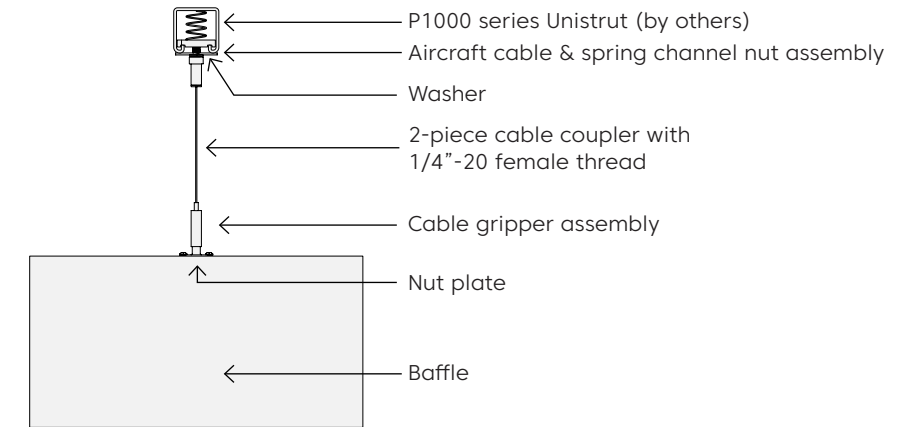 P1000 series Unistrut (by others)
Aircraft cable & spring channel nut assembly
Washer
2-piece cable coupler with
1/4”-20 female thread
Cable gripper assembly
Nut plate
Baffle